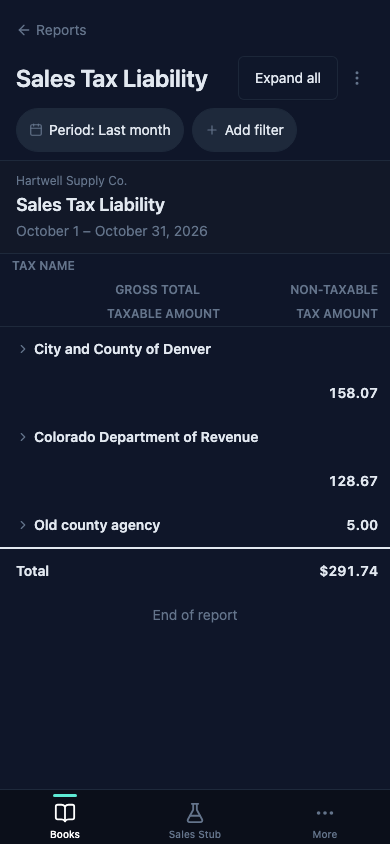 Reports
Sales Tax Liability
Expand all
Period: Last month
Add filter
Hartwell Supply Co.
Sales Tax Liability
October 1 – October 31, 2026
TAX NAME
GROSS TOTAL NON-TAXABLE
TAXABLE AMOUNT TAX AMOUNT
City and County of Denver
158.07
Colorado Department of Revenue
128.67
Old county agency 5.00
Total $291.74
End of report
Books Sales Stub More